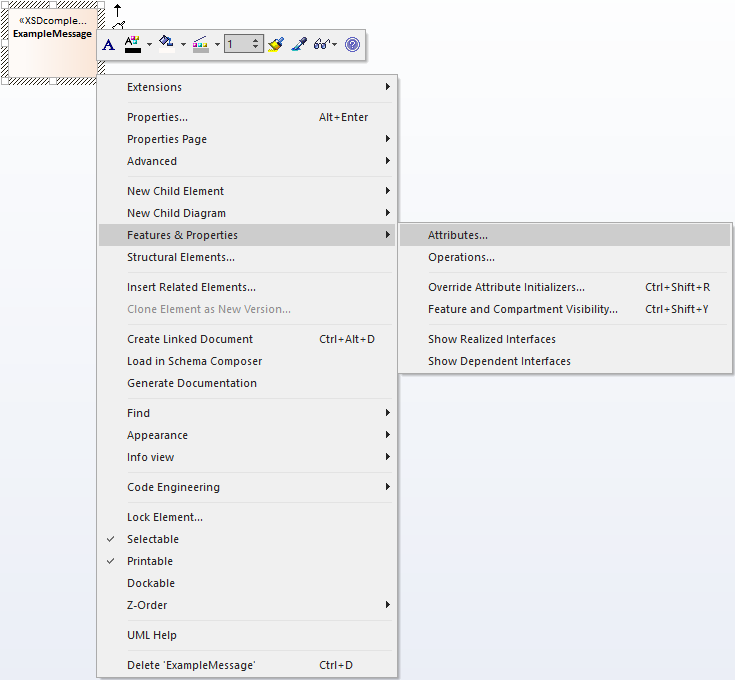 «XSDcomple...
ExampleMessage
A A 1
Extensions
Properties... Alt+Enter
Properties Page
Advanced
New Child Element
New Child Diagram
Features & Properties
Attributes...
Structural Elements...
Operations...
Insert Related Elements...
Override Attribute Initializers... Ctrl+Shift+R
Clone Element as New Version...
Feature and Compartment Visibility... Ctrl+Shift+Y
Create Linked Document Ctrl+Alt+D
Show Realized Interfaces
Load in Schema Composer
Show Dependent Interfaces
Generate Documentation
Find
Appearance
Info view
Code Engineering
Lock Element...
Selectable
Printable
Dockable
Z-Order
UML Help
Delete 'ExampleMessage' Ctrl+D